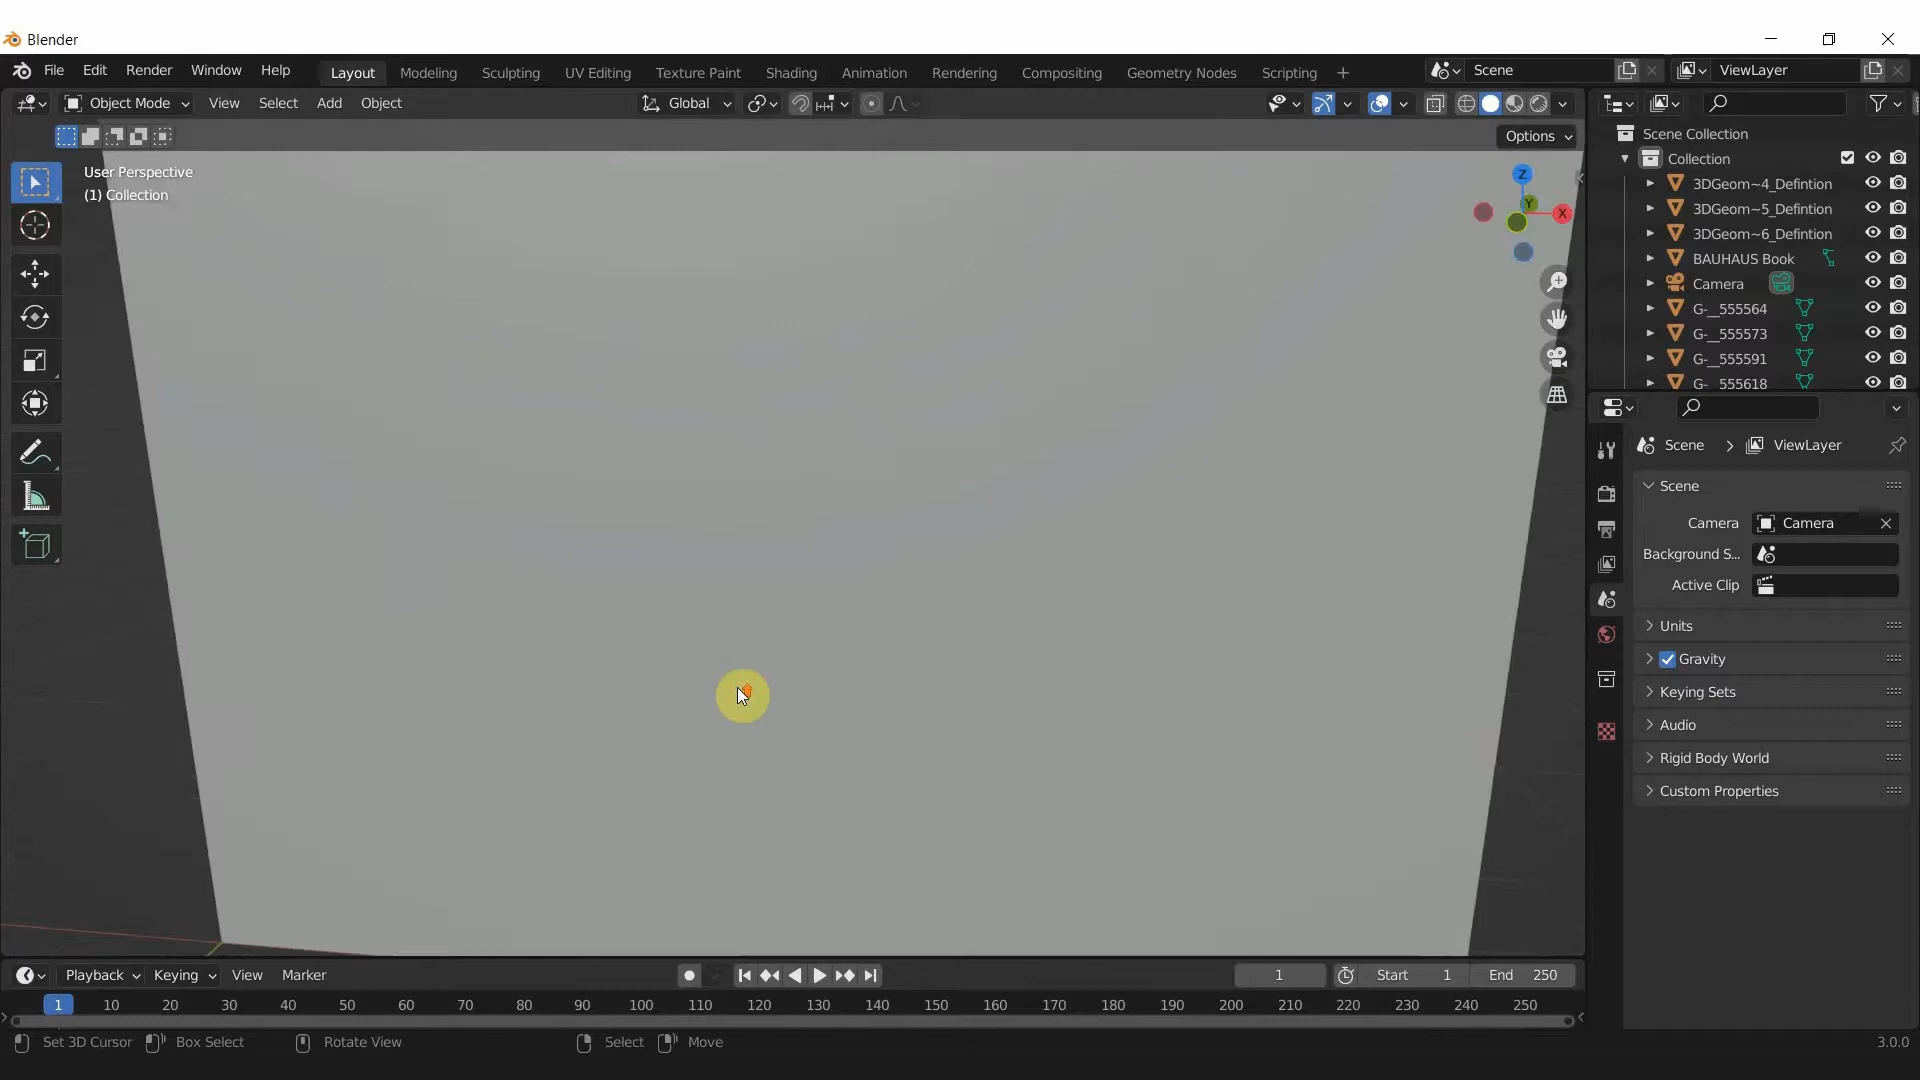 Blender
File Edit Render Window Help Layout Modeling Sculpting UV Editing Texture Paint Shading Animation Rendering Compositing Geometry Nodes Scripting + Scene ViewLayer
Object Mode View Select Add Object Global
Options
User Perspective
(1) Collection
Z
Y
X
Scene Collection
Collection
3DGeom~4_Defintion
3DGeom~5_Defintion
3DGeom~6_Defintion
BAUHAUS Book
Camera
G-__555564
G-__555573
G-__555591
G-__555618
Scene > ViewLayer
Scene
Camera Camera
Background S...
Active Clip
Units
Gravity
Keying Sets
Audio
Rigid Body World
Custom Properties
Playback Keying View Marker 1 Start 1 End 250
1 10 20 30 40 50 60 70 80 90 100 110 120 130 140 150 160 170 180 190 200 210 220 230 240 250
Set 3D Cursor Box Select Rotate View Select Move 3.0.0